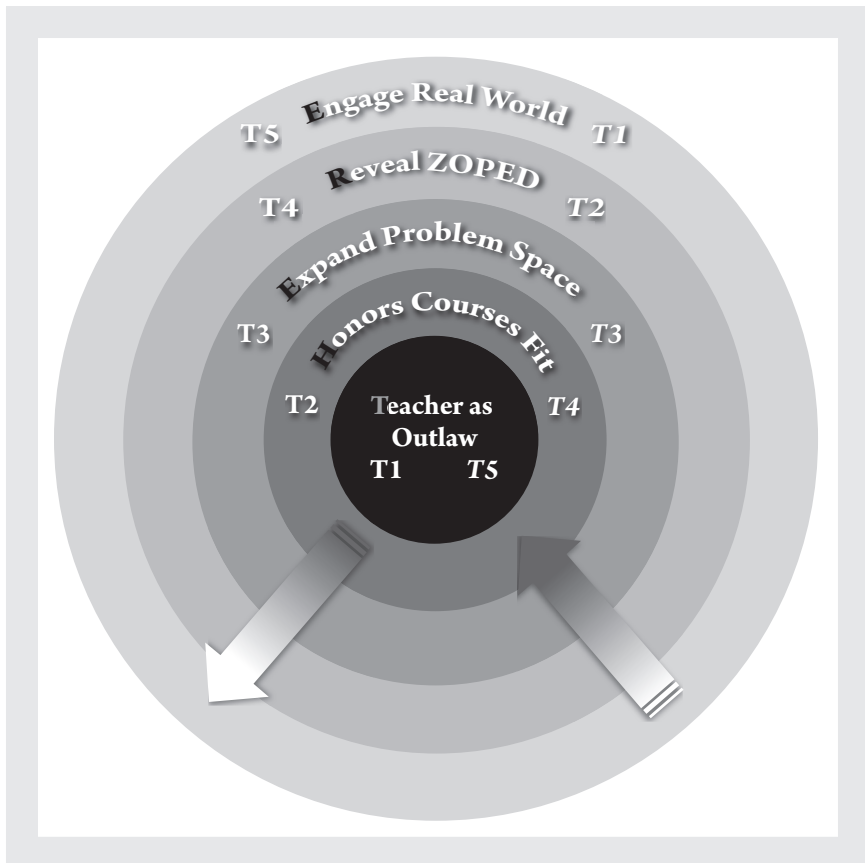 Engage Real World
T5 T1
Reveal ZOPED
T4 T2
Expand Problem Space
T3 T3
Honors Courses Fit
T2 T4
Teacher as
Outlaw
T1 T5